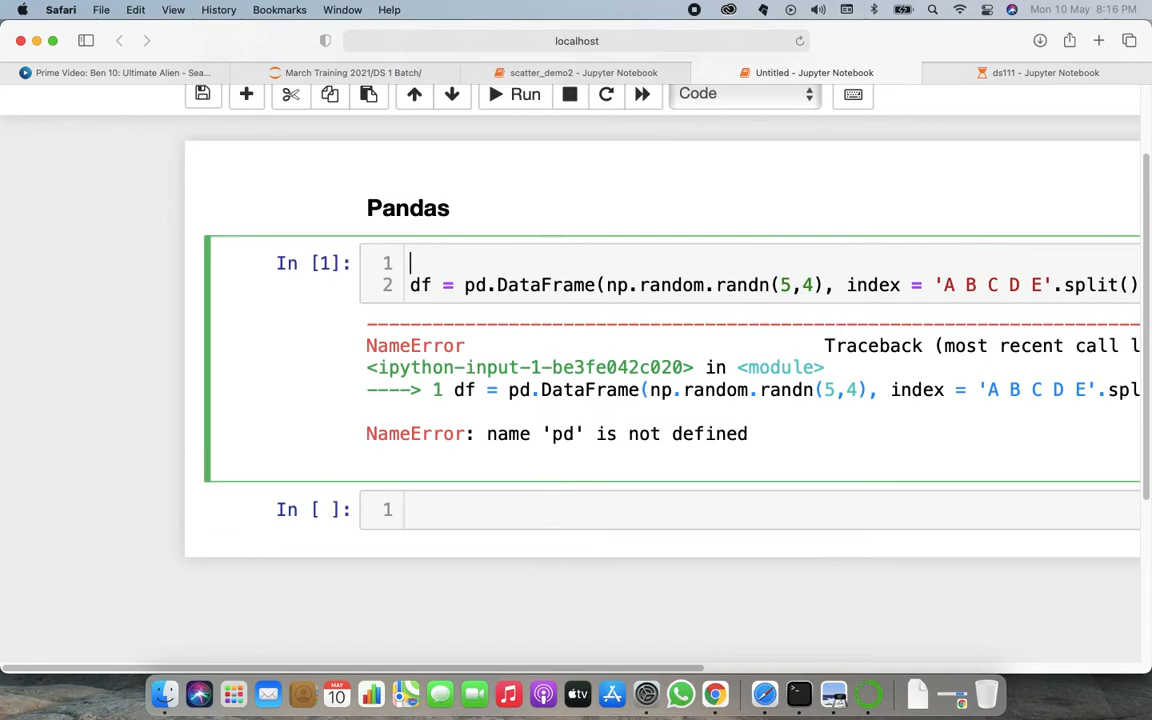 Safari File Edit View History Bookmarks Window Help Mon 10 May 8:16 PM
localhost
Prime Video: Ben 10: Ultimate Alien - Sea... March Training 2021/DS 1 Batch/ scatter_demo2 - Jupyter Notebook Untitled - Jupyter Notebook ds111 - Jupyter Notebook
Run Code
Pandas
In [1]: 1
2 df = pd.DataFrame(np.random.randn(5,4), index = 'A B C D E'.split()
---------------------------------------------------------------------------
NameError Traceback (most recent call l
<ipython-input-1-be3fe042c020> in <module>
----> 1 df = pd.DataFrame(np.random.randn(5,4), index = 'A B C D E'.spl
NameError: name 'pd' is not defined
In [ ]: 1
MAY
10
tv